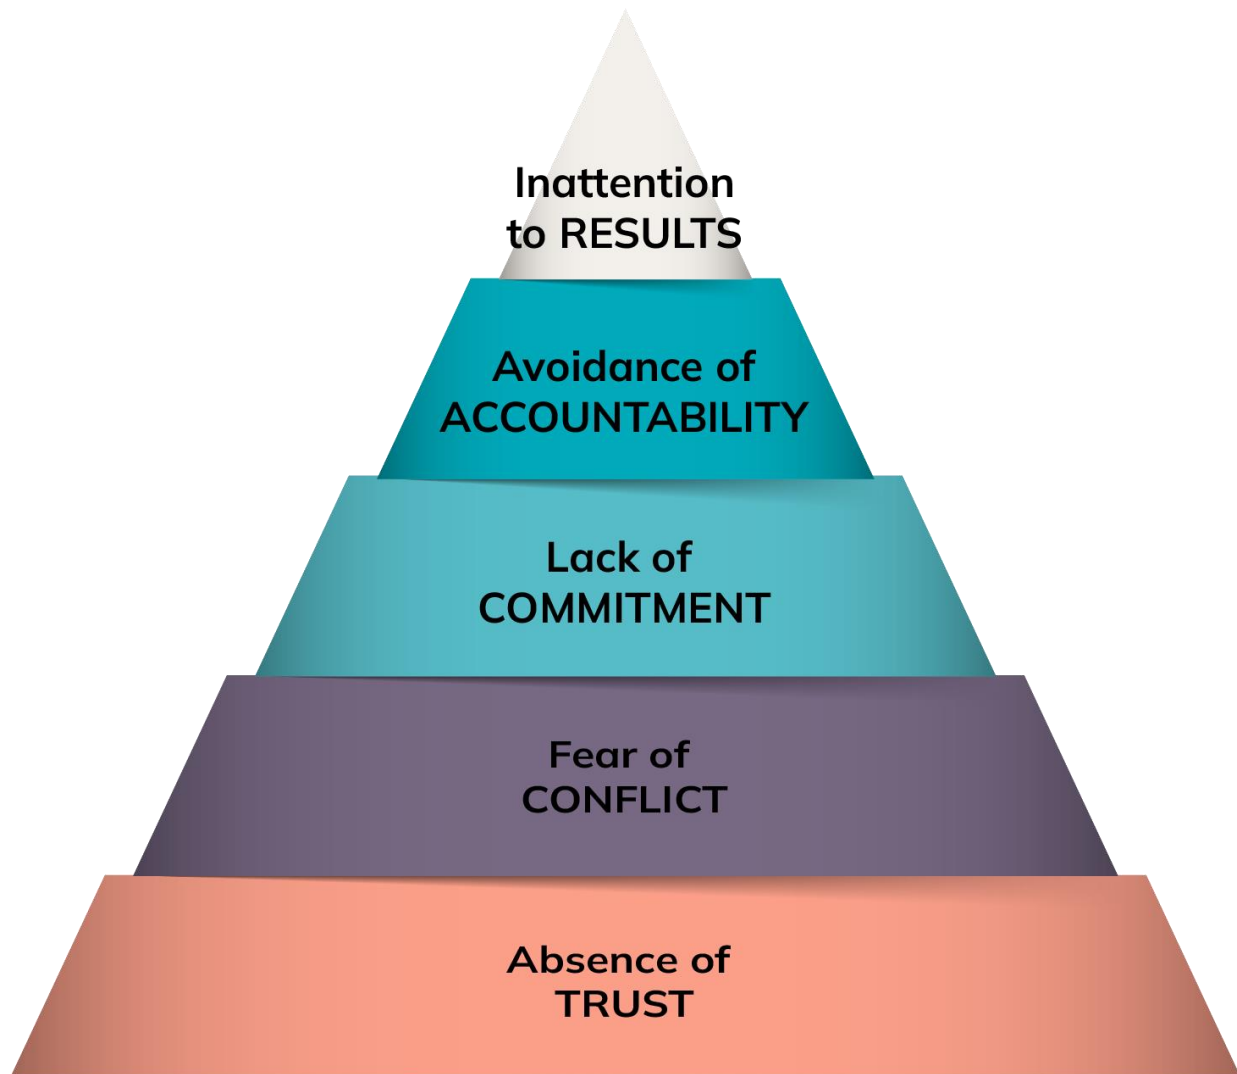 Inattention
to RESULTS
Avoidance of
ACCOUNTABILITY
Lack of
COMMITMENT
Fear of
CONFLICT
Absence of
TRUST